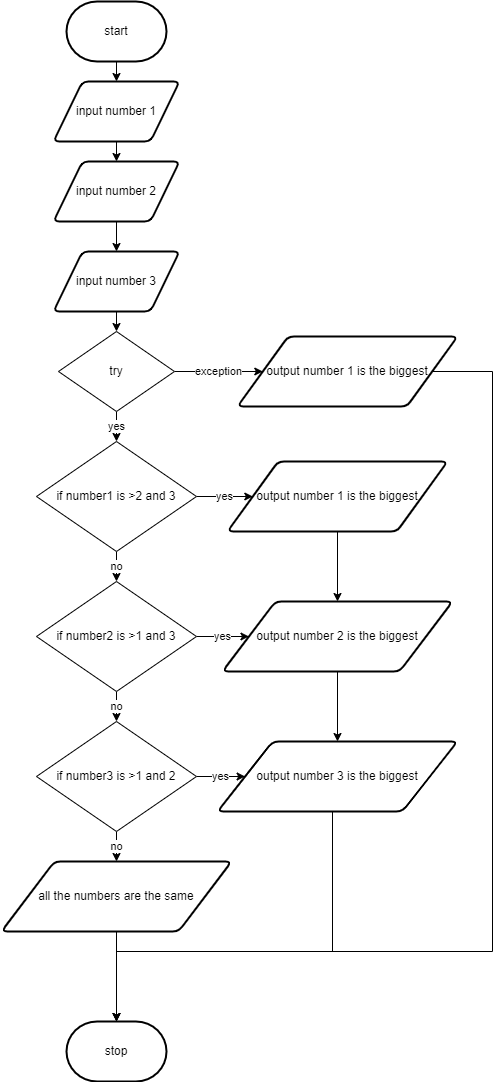 start
input number 1
input number 2
input number 3
try
exception
output number 1 is the biggest
yes
if number1 is >2 and 3
yes
output number 1 is the biggest
no
if number2 is >1 and 3
yes
output number 2 is the biggest
no
if number3 is >1 and 2
yes
output number 3 is the biggest
no
all the numbers are the same
stop